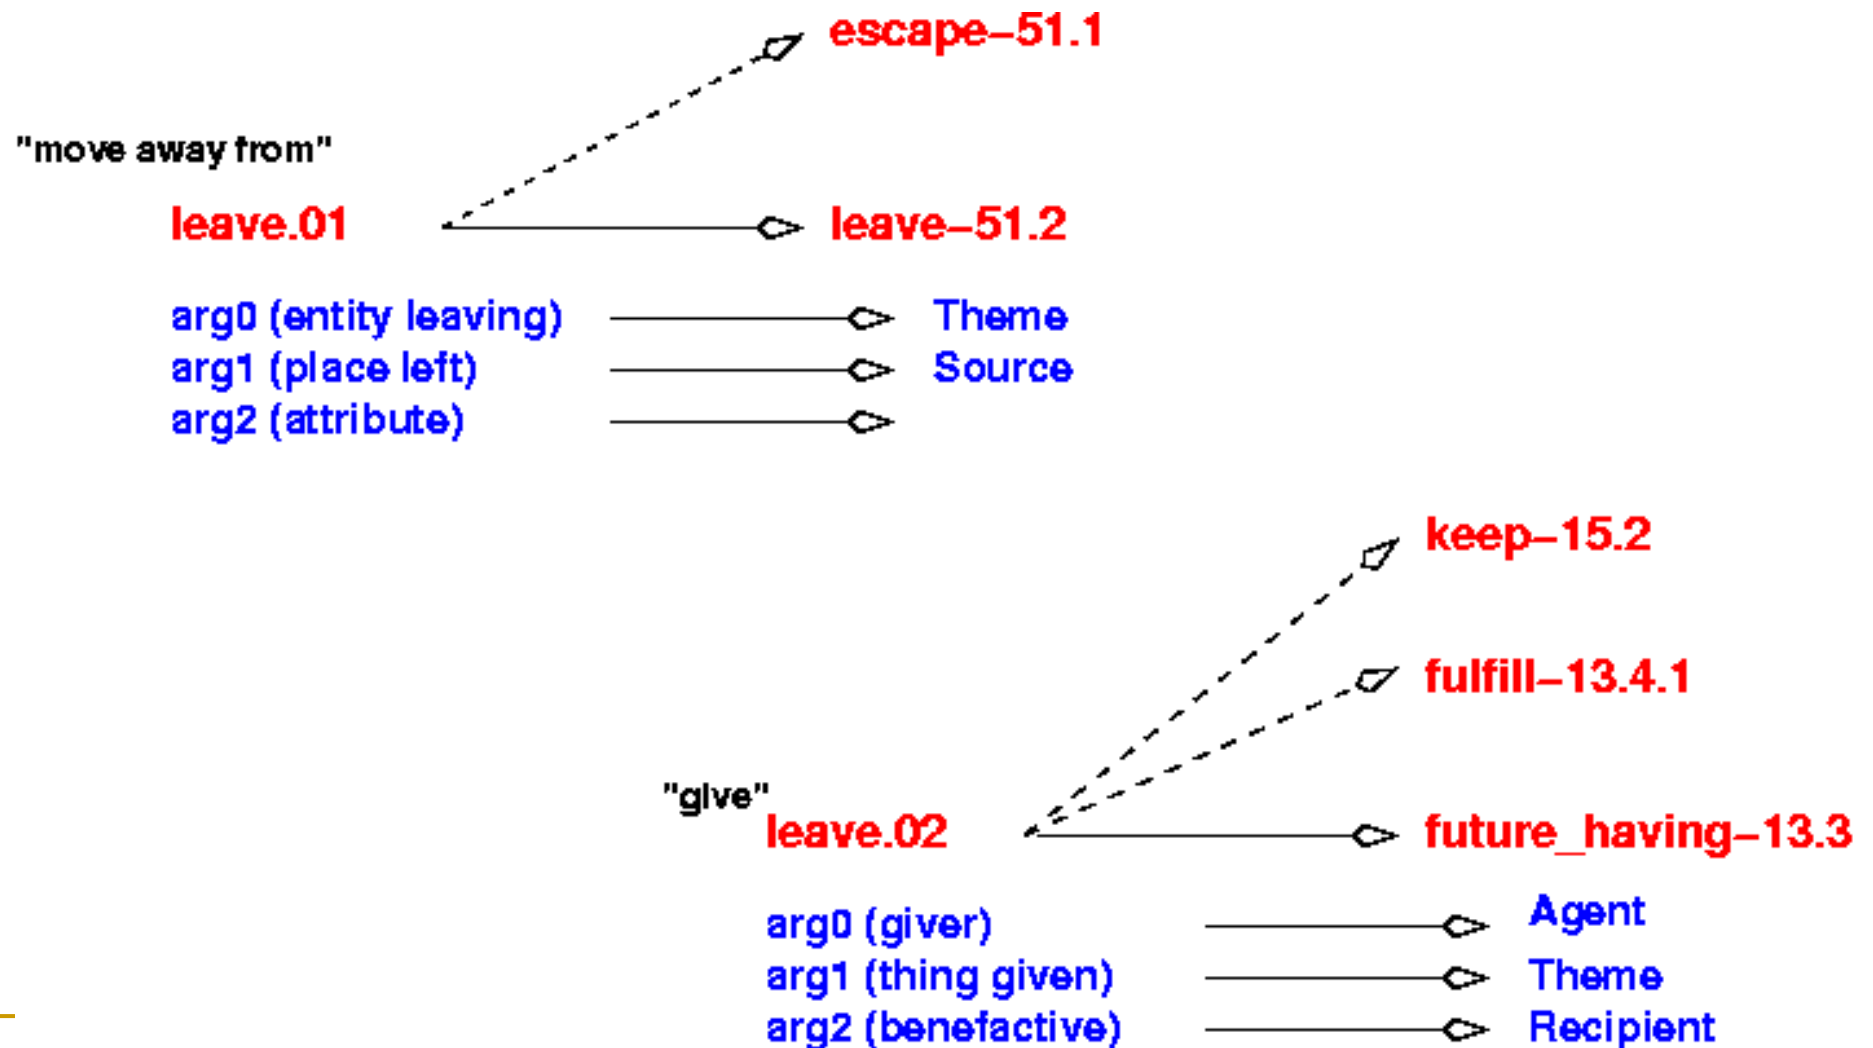 escape–51.1
"move away from"
leave.01 leave–51.2
arg0 (entity leaving) Theme
arg1 (place left) Source
arg2 (attribute)
keep–15.2
fulfill–13.4.1
"give"
leave.02 future_having–13.3
arg0 (giver) Agent
arg1 (thing given) Theme
arg2 (benefactive) Recipient